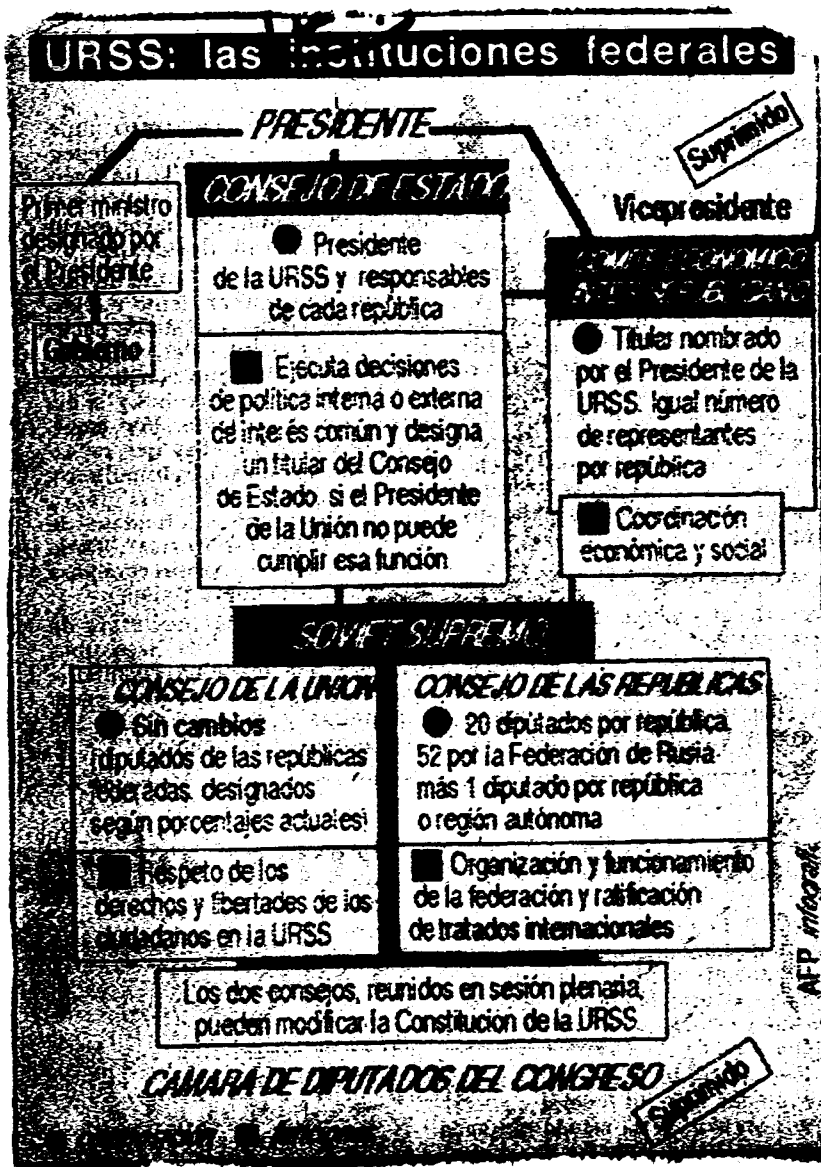 URSS: las instituciones federales
PRESIDENTE
Suprimido
Vicepresidente
Primer ministro
designado por
el Presidente
Gobierno
CONSEJO DE ESTADO
Presidente
de la URSS y responsables
de cada república
Ejecuta decisiones
de política interna o externa
de interés común y designa
un titular del Consejo
de Estado si el Presidente
de la Unión no puede
cumplir esa función
COMITE ECONOMICO
Titular nombrado
por el Presidente de la
URSS. Igual número
de representantes
por república
Coordinación
económica y social
SOVIET SUPREMO
CONSEJO DE LA UNION
Sin cambios
(diputados de las repúblicas
federadas, designados
según porcentajes actuales)
Respeto de los
derechos y libertades de los
ciudadanos en la URSS
CONSEJO DE LAS REPUBLICAS
20 diputados por república,
52 por la Federación de Rusia
más 1 diputado por república
o región autónoma
Organización y funcionamiento
de la federación y ratificación
de tratados internacionales
Los dos consejos, reunidos en sesión plenaria,
pueden modificar la Constitucion de la URSS
CAMARA DE DIPUTADOS DEL CONGRESO
Suprimido
AFP infografía